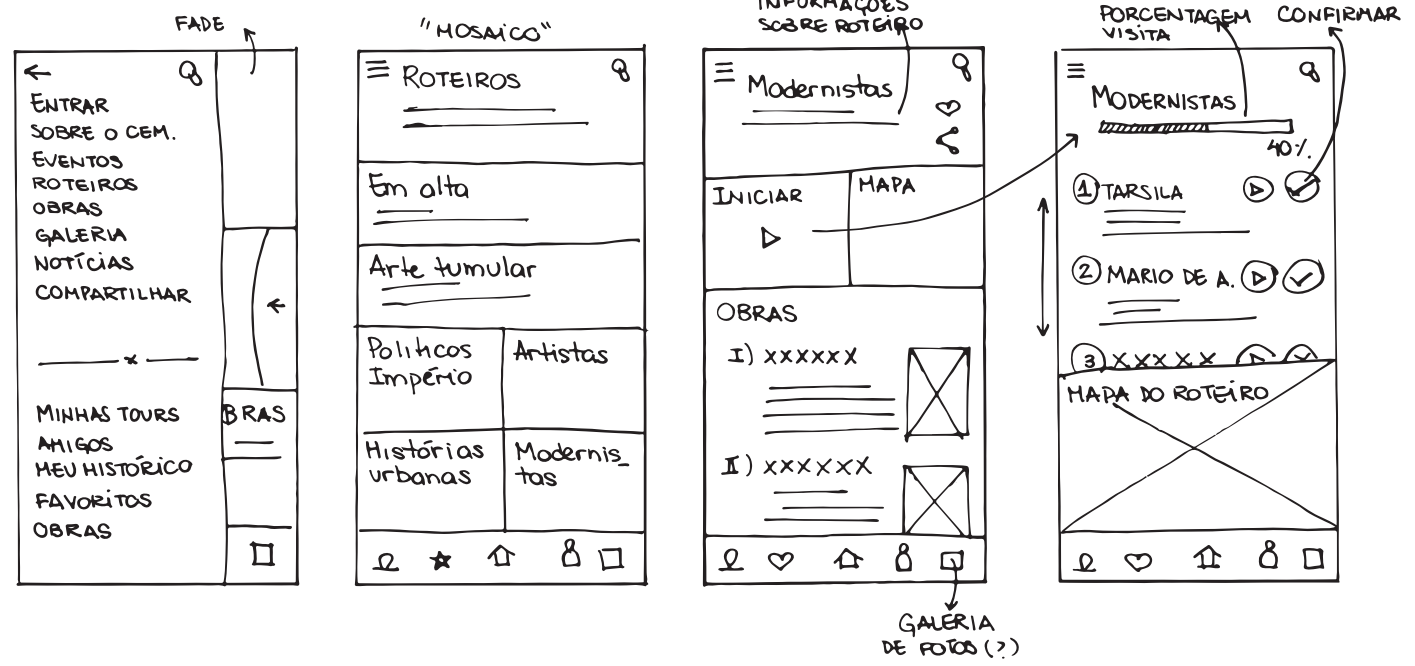 FADE
ENTRAR
SOBRE O CEM.
EVENTOS
ROTEIROS
OBRAS
GALERIA
NOTÍCIAS
COMPARTILHAR
x
MINHAS TOURS
AMIGOS
MEU HISTÓRICO
FAVORITOS
OBRAS
BRAS
"MOSAICO"
ROTEIROS
Em alta
Arte tumular
Políticos
Império
Artistas
Histórias
urbanas
Modernis_
tas
INFORMAÇÕES
SOBRE ROTEIRO
Modernistas
INICIAR
MAPA
OBRAS
I) XXXXXX
II) XXXXXX
GALERIA
DE FOTOS (?)
PORCENTAGEM
VISITA
CONFIRMAR
MODERNISTAS
40%
1 TARSILA
2 MARIO DE A.
3 XXXXX
MAPA DO ROTEIRO